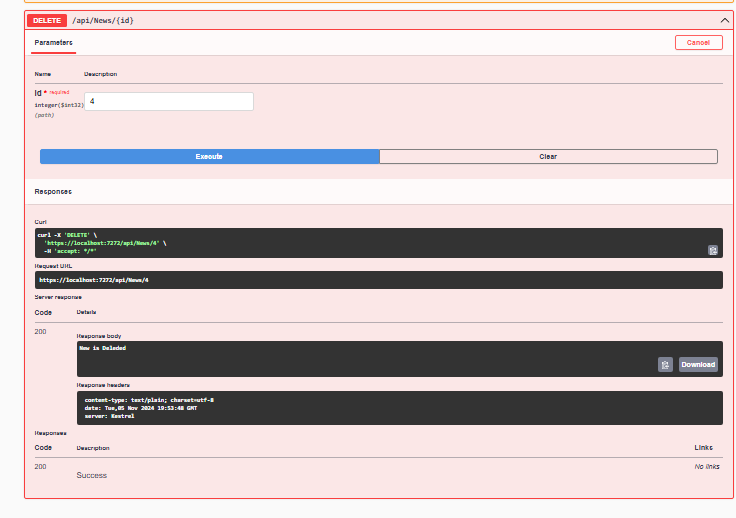 DELETE /api/News/{id}
Parameters
Cancel
Name Description
id * required
integer($int32)
(path)
4
Execute Clear
Responses
Curl
curl -X 'DELETE' \
'https://localhost:7272/api/News/4' \
-H 'accept: */*'
Request URL
https://localhost:7272/api/News/4
Server response
Code Details
200
Response body
New is Deleded
Download
Response headers
content-type: text/plain; charset=utf-8
date: Tue,05 Nov 2024 19:53:48 GMT
server: Kestrel
Responses
Code Description Links
200 No links
Success